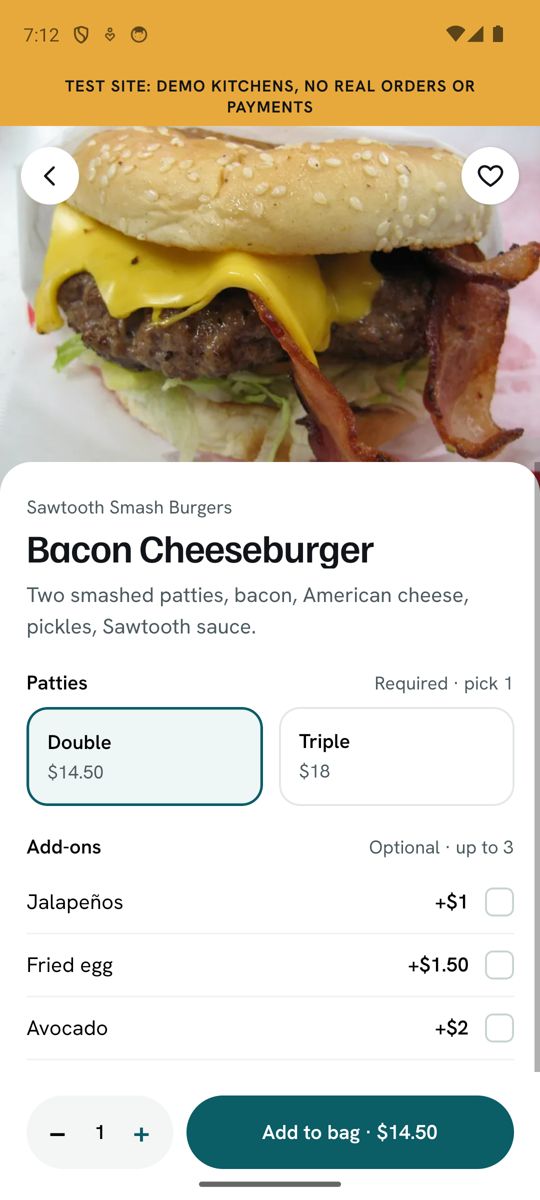 7:12
TEST SITE: DEMO KITCHENS, NO REAL ORDERS OR
PAYMENTS
Sawtooth Smash Burgers
Bacon Cheeseburger
Two smashed patties, bacon, American cheese,
pickles, Sawtooth sauce.
Patties
Required · pick 1
Double
$14.50
Triple
$18
Add-ons
Optional · up to 3
Jalapeños
+$1
Fried egg
+$1.50
Avocado
+$2
− 1 +
Add to bag · $14.50